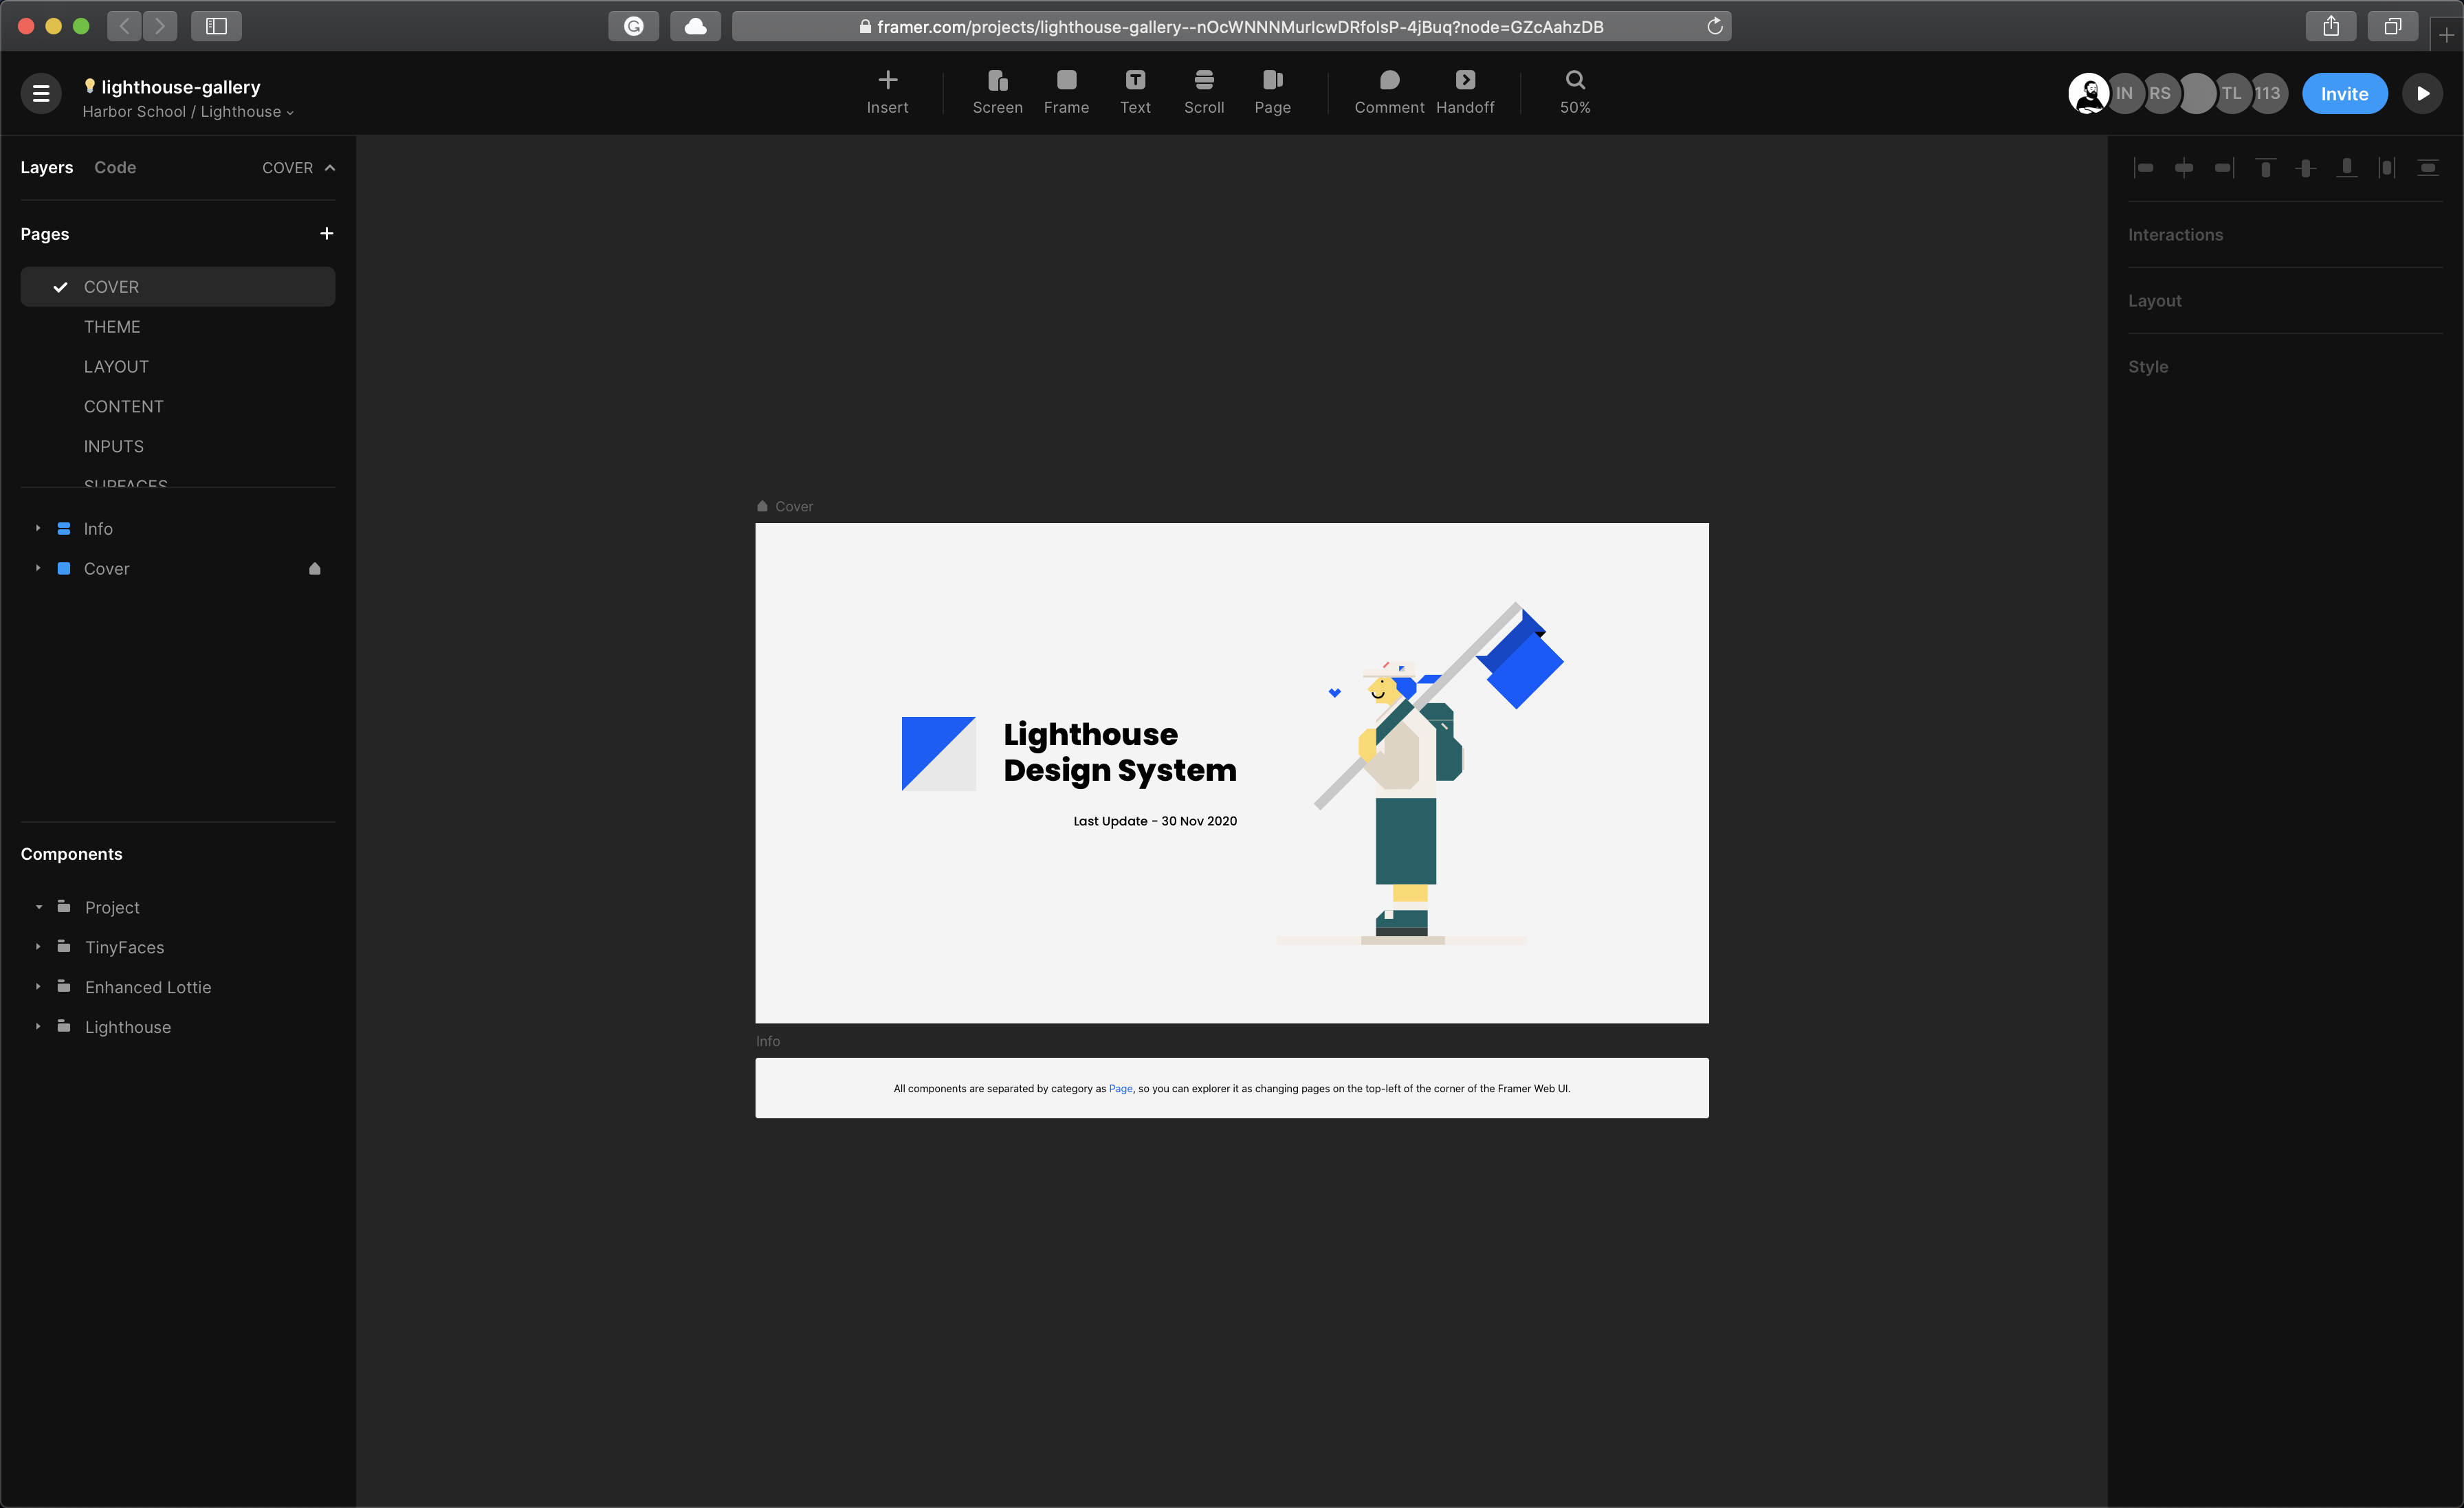 framer.com/projects/lighthouse-gallery--nOcWNNNMurIcwDRfoIsP-4jBuq?node=GZcAahzDB
lighthouse-gallery
Harbor School / Lighthouse
Insert
Screen
Frame
Text
Scroll
Page
Comment
Handoff
50%
IN
RS
TL
113
Invite
Layers
Code
COVER
Pages
COVER
THEME
LAYOUT
CONTENT
INPUTS
SURFACES
Info
Cover
Components
Project
TinyFaces
Enhanced Lottie
Lighthouse
Cover
Lighthouse
Design System
Last Update - 30 Nov 2020
Info
All components are separated by category as Page, so you can explorer it as changing pages on the top-left of the corner of the Framer Web UI.
Interactions
Layout
Style